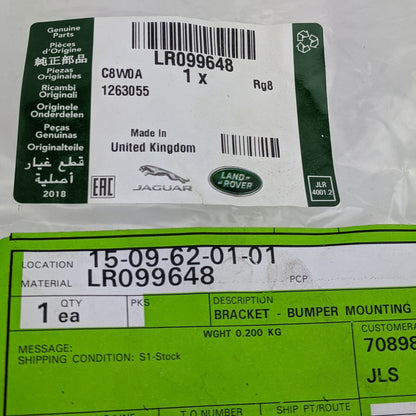 Genuine Parts
Pièces d'Origine
純正部品
Piezas Originales
Ricambi Originali
Originele Onderdelen
Peças Genuínas
Originalteile
قطع غيار أصلية
2018
LR099648
1 x
C8W0A
1263055
Rg8
Made In
United Kingdom
EAC
JAGUAR
LAND-
ROVER
JLR
4001.2
LOCATION 15-09-62-01-01
MATERIAL LR099648 PCP
QTY PKS
1 ea
DESCRIPTION
BRACKET - BUMPER MOUNTING
WGHT 0.200 KG
MESSAGE:
SHIPPING CONDITION: S1-Stock
CUSTOMER
70898
JLS
T.O NUMBER
SHIP PT/ROUTE